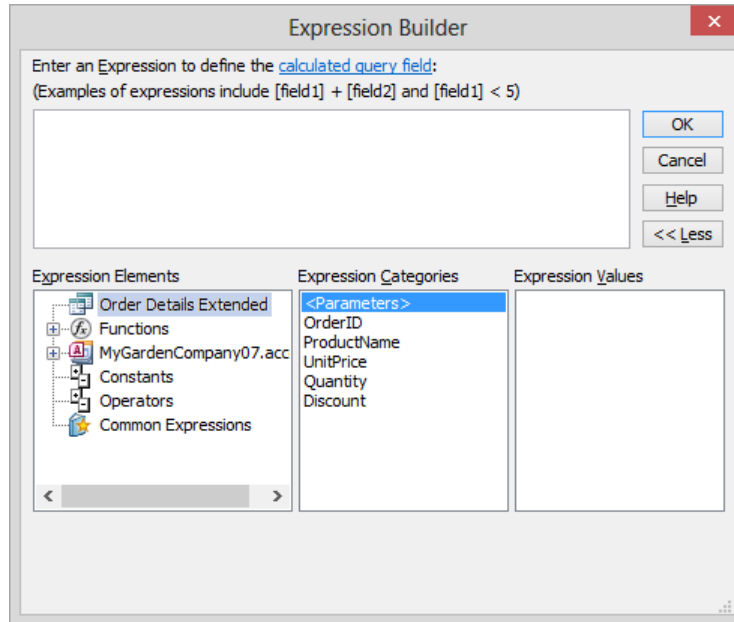 Expression Builder
Enter an Expression to define the calculated query field:
(Examples of expressions include [field1] + [field2] and [field1] < 5)
OK
Cancel
Help
<< Less
Expression Elements
Order Details Extended
Functions
MyGardenCompany07.acc
Constants
Operators
Common Expressions
Expression Categories
<Parameters>
OrderID
ProductName
UnitPrice
Quantity
Discount
Expression Values